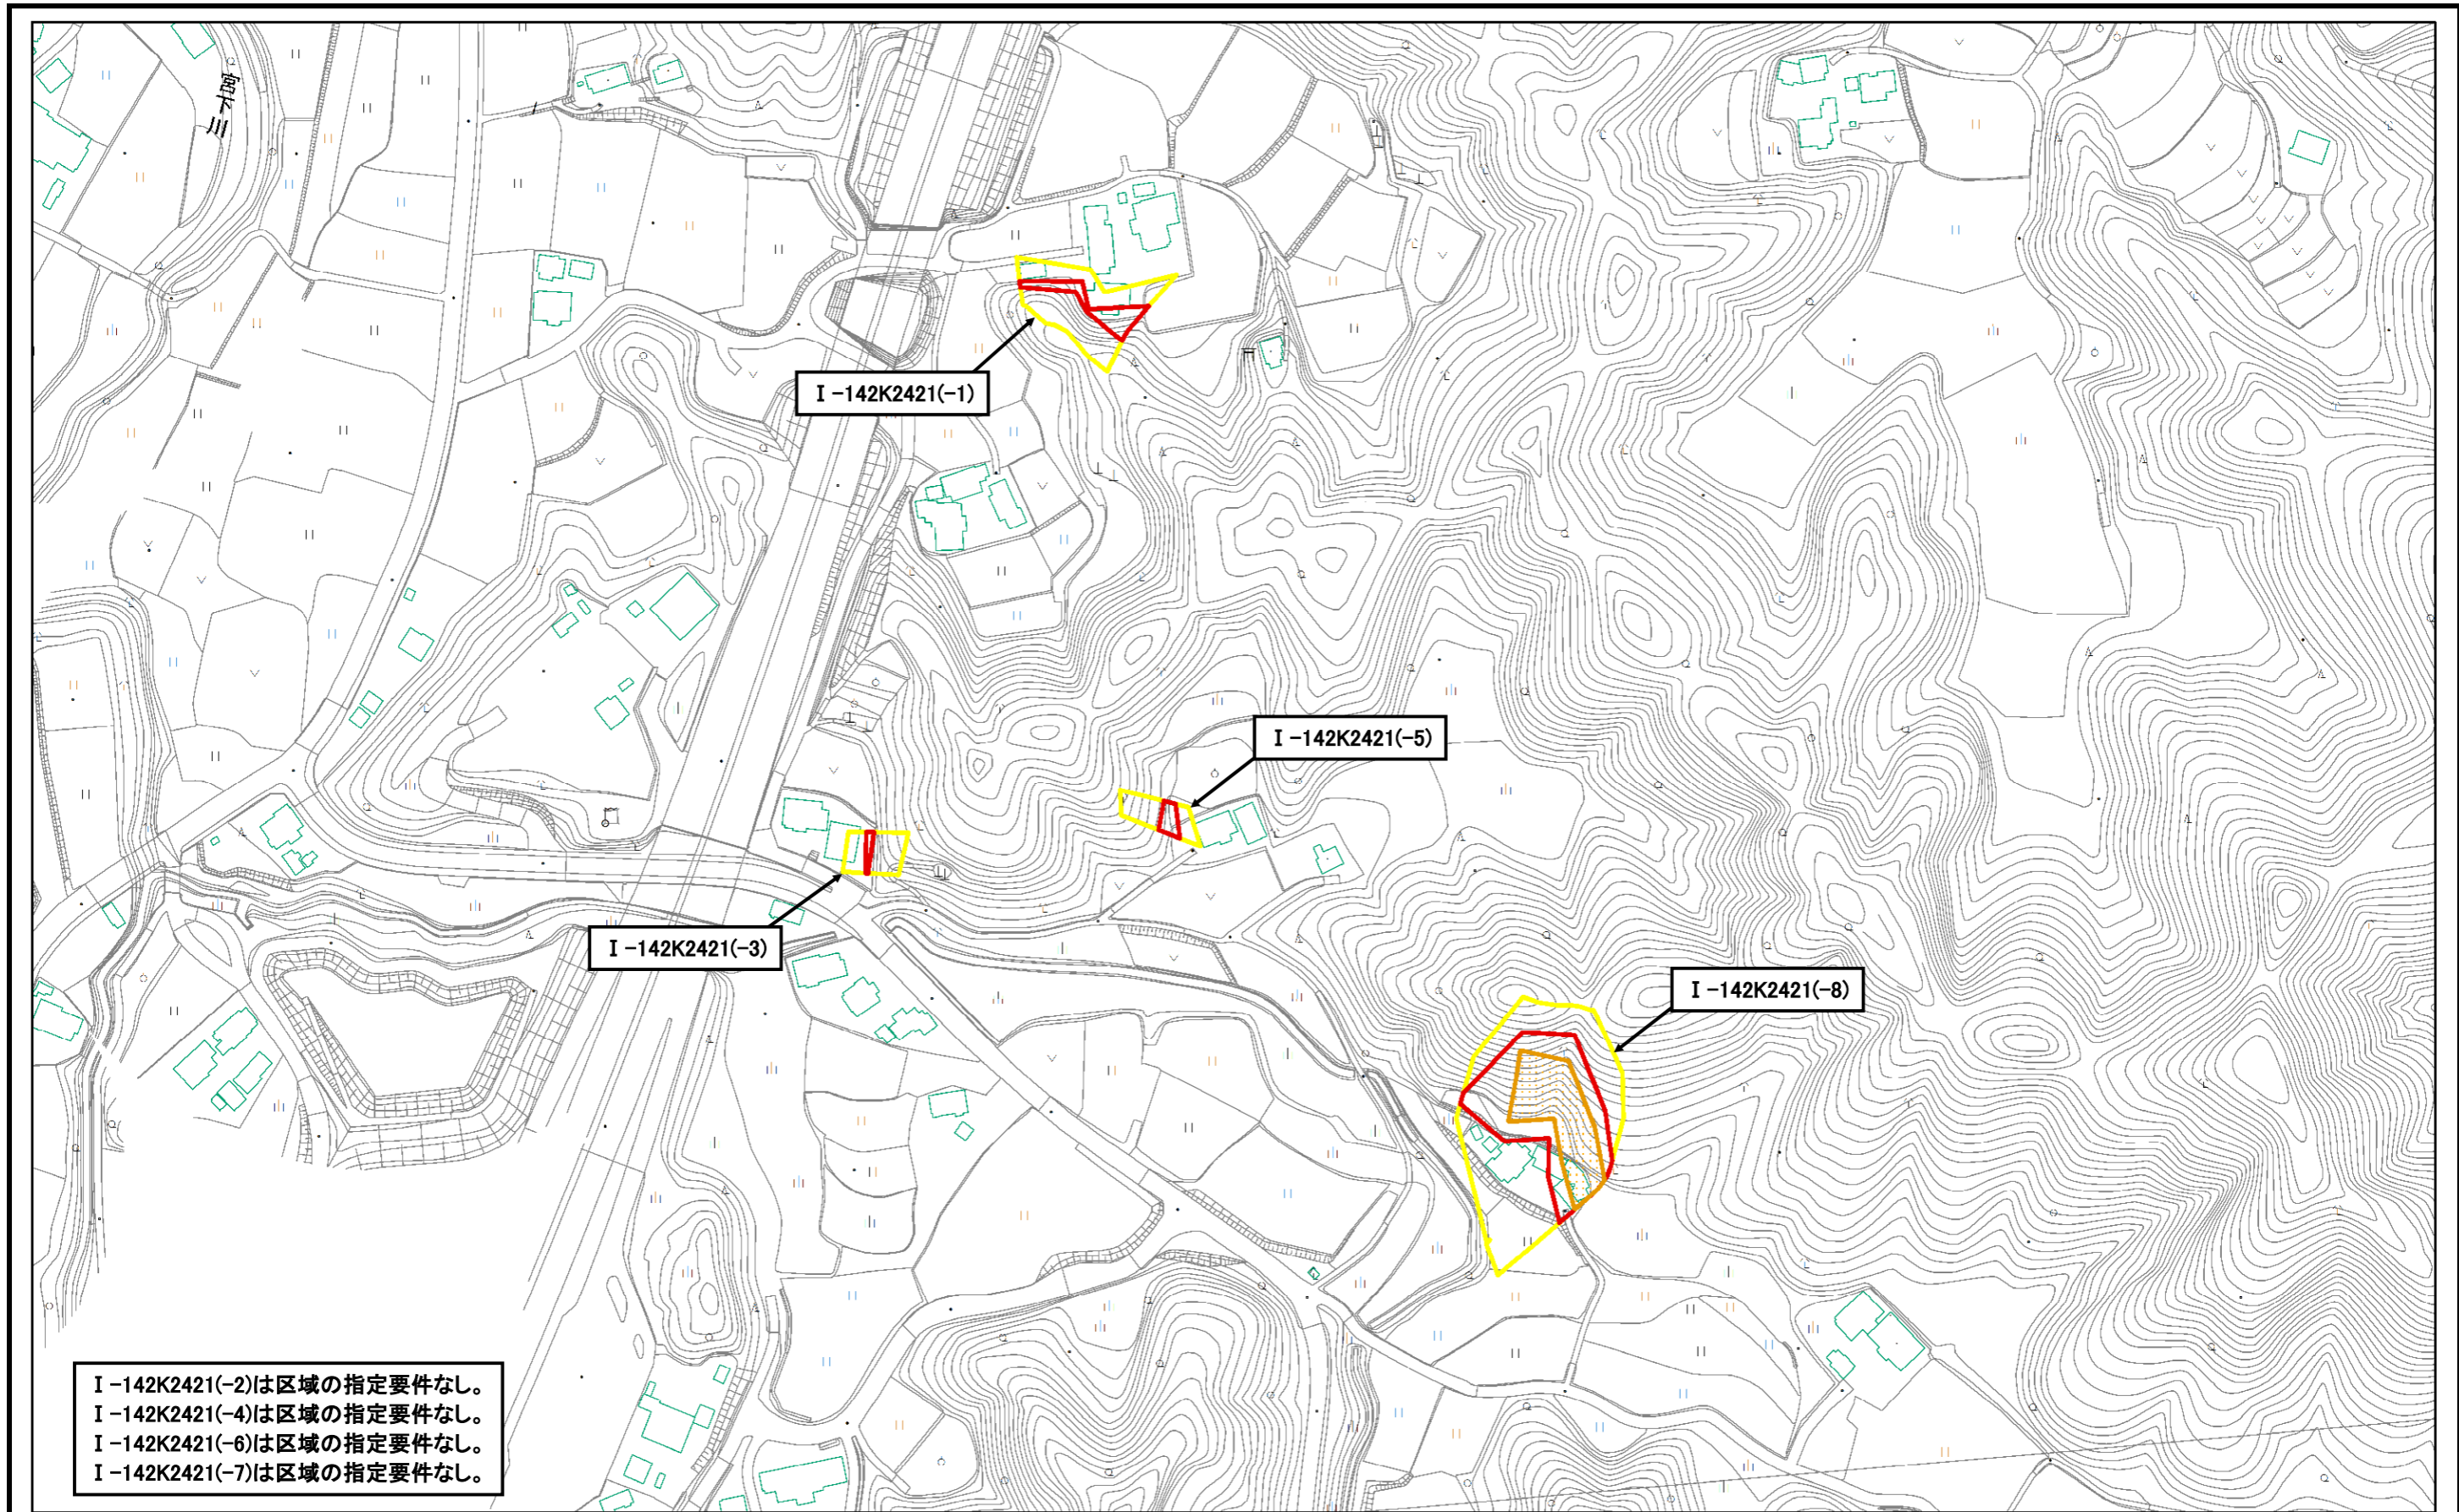 宮下川
Ⅰ-142K2421(-1)
Ⅰ-142K2421(-5)
Ⅰ-142K2421(-3)
Ⅰ-142K2421(-8)
Ⅰ-142K2421(-2)は区域の指定要件なし。
Ⅰ-142K2421(-4)は区域の指定要件なし。
Ⅰ-142K2421(-6)は区域の指定要件なし。
Ⅰ-142K2421(-7)は区域の指定要件なし。